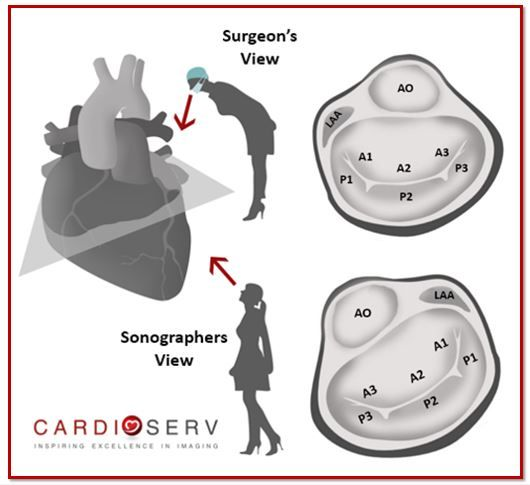 Surgeon's
View
AO
LAA
A1
A2
A3
P1
P2
P3
Sonographers
View
AO
LAA
A1
A2
A3
P1
P2
P3
CARDIOSERV
INSPIRING EXCELLENCE IN IMAGING